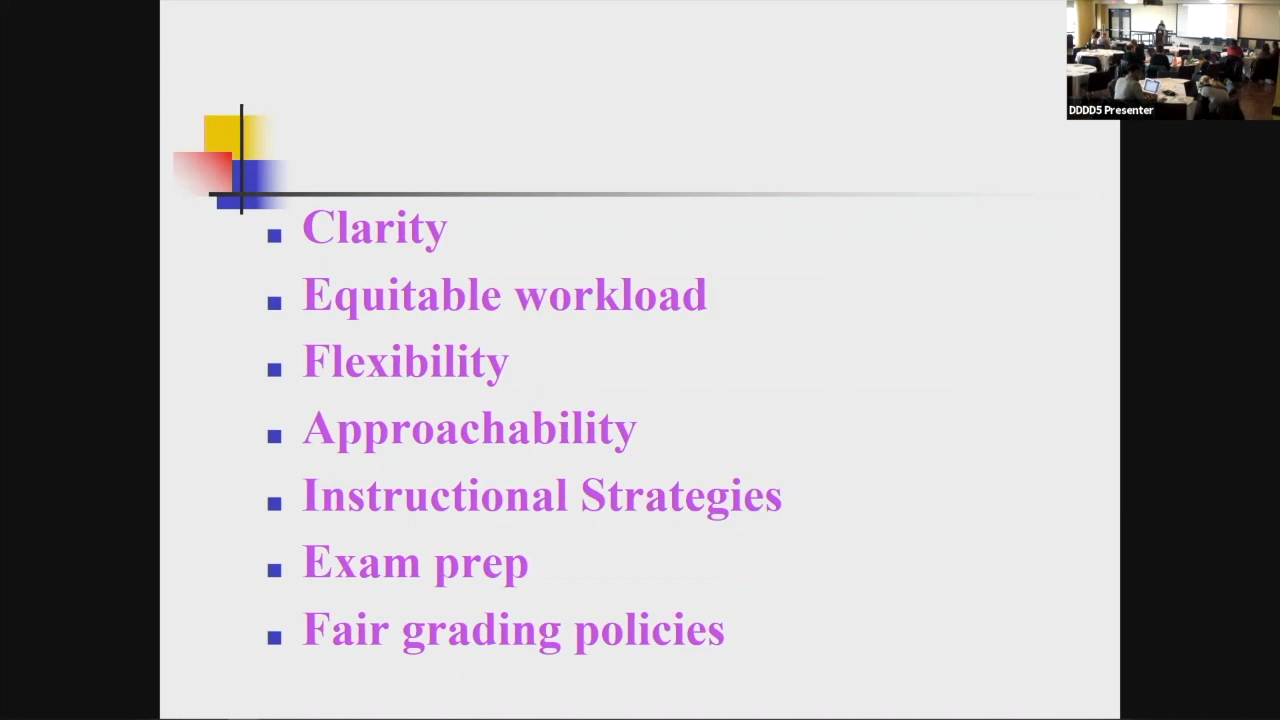 DDDD5 Presenter
Clarity
Equitable workload
Flexibility
Approachability
Instructional Strategies
Exam prep
Fair grading policies